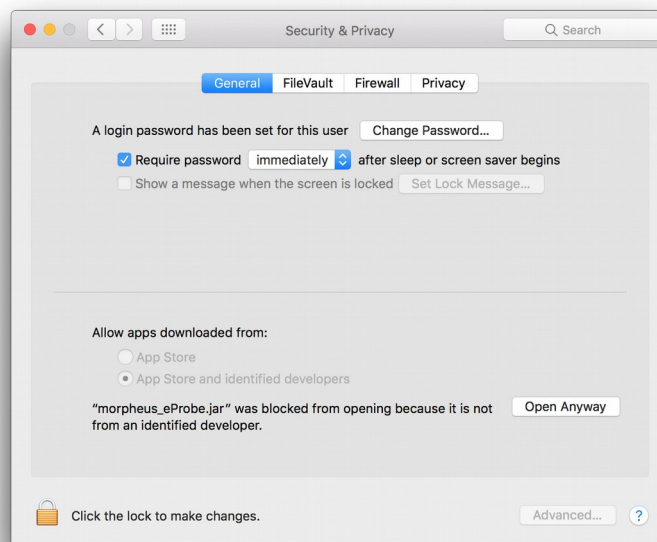 Security & Privacy
Search
General FileVault Firewall Privacy
A login password has been set for this user Change Password...
Require password immediately after sleep or screen saver begins
Show a message when the screen is locked Set Lock Message...
Allow apps downloaded from:
App Store
App Store and identified developers
“morpheus_eProbe.jar” was blocked from opening because it is not Open Anyway
from an identified developer.
Click the lock to make changes. Advanced... ?